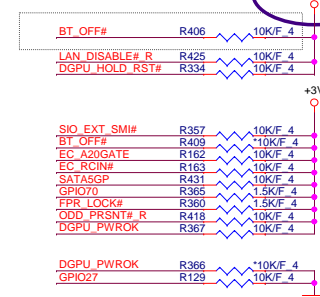 BT_OFF# R406 10K/F_4
LAN_DISABLE#_R R425 10K/F_4
DGPU_HOLD_RST# R334 10K/F_4
+3V
SIO_EXT_SMI# R357 10K/F_4
BT_OFF# R409 *10K/F_4
EC_A20GATE R162 10K/F_4
EC_RCIN# R163 10K/F_4
SATA5GP R431 10K/F_4
GPIO70 R365 1.5K/F_4
FPR_LOCK# R360 1.5K/F_4
ODD_PRSNT#_R R418 10K/F_4
DGPU_PWROK R367 10K/F_4
DGPU_PWROK R366 *10K/F_4
GPIO27 R129 10K/F_4